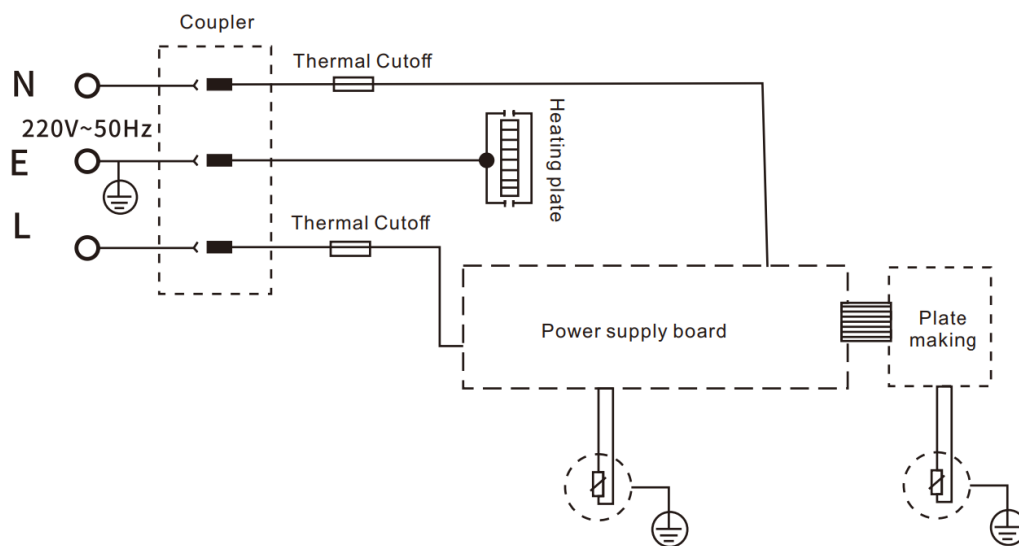 Coupler
Thermal Cutoff
N
220V~50Hz
E
Heating plate
L
Thermal Cutoff
Power supply board
Plate
making